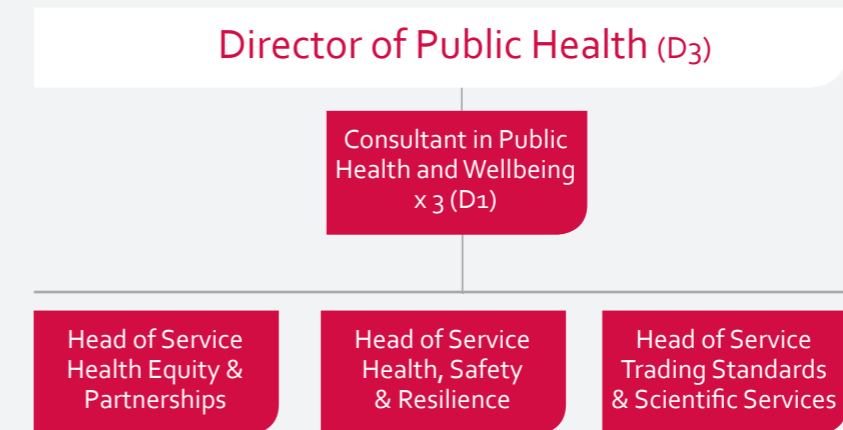 Director of Public Health (D3)
Consultant in Public
Health and Wellbeing
x 3 (D1)
Head of Service
Health Equity &
Partnerships
Head of Service
Health, Safety
& Resilience
Head of Service
Trading Standards
& Scientific Services